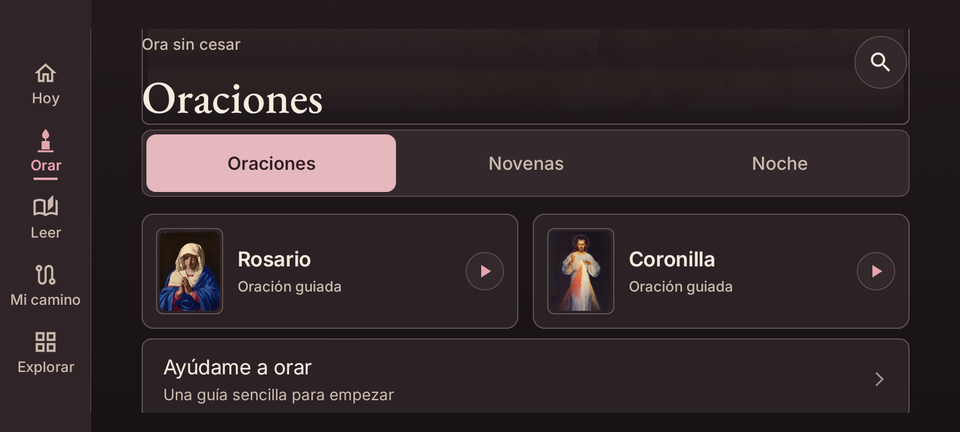 Hoy
Orar
Leer
Mi camino
Explorar
Ora sin cesar
Oraciones
Oraciones
Novenas
Noche
Rosario
Oración guiada
Coronilla
Oración guiada
Ayúdame a orar
Una guía sencilla para empezar